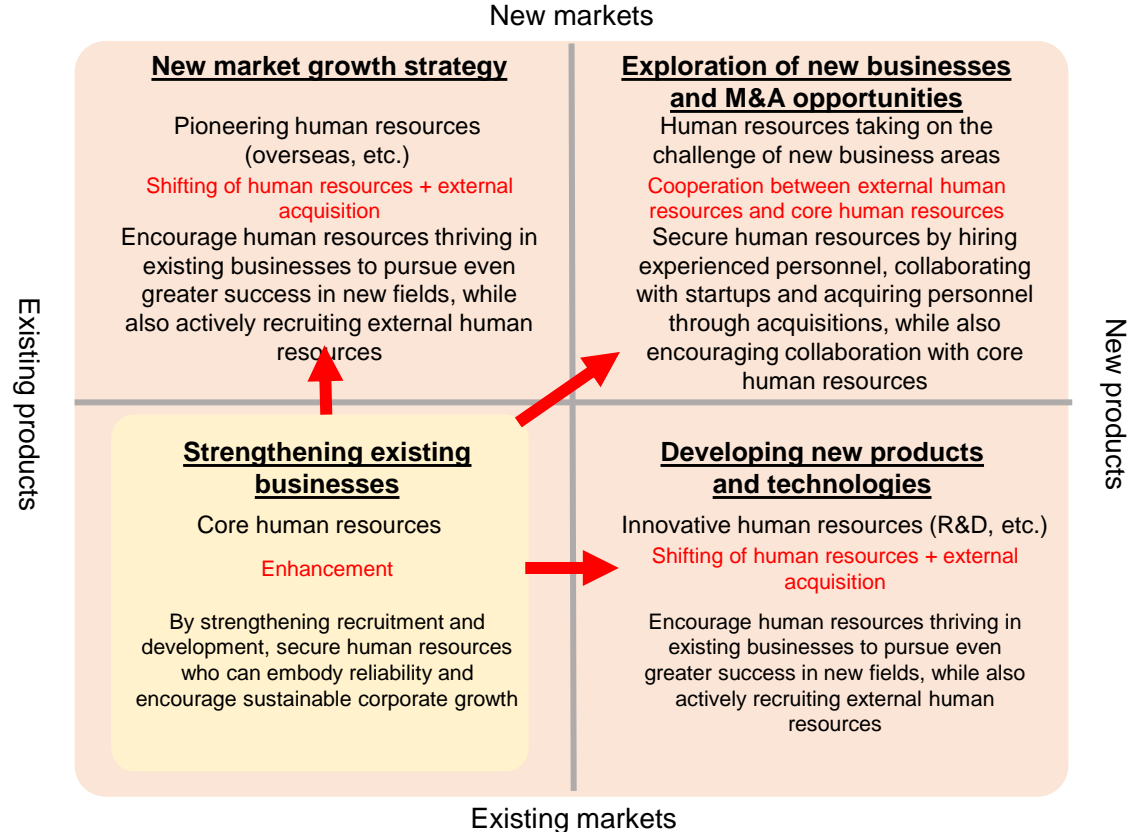 New markets
New market growth strategy
Pioneering human resources
(overseas, etc.)
Shifting of human resources + external
acquisition
Encourage human resources thriving in
existing businesses to pursue even
greater success in new fields, while
also actively recruiting external human
resources
Exploration of new businesses
and M&A opportunities
Human resources taking on the
challenge of new business areas
Cooperation between external human
resources and core human resources
Secure human resources by hiring
experienced personnel, collaborating
with startups and acquiring personnel
through acquisitions, while also
encouraging collaboration with core
human resources
Existing products
New products
Strengthening existing
businesses
Core human resources
Enhancement
By strengthening recruitment and
development, secure human resources
who can embody reliability and
encourage sustainable corporate growth
Developing new products
and technologies
Innovative human resources (R&D, etc.)
Shifting of human resources + external
acquisition
Encourage human resources thriving in
existing businesses to pursue even
greater success in new fields, while also
actively recruiting external human
resources
Existing markets